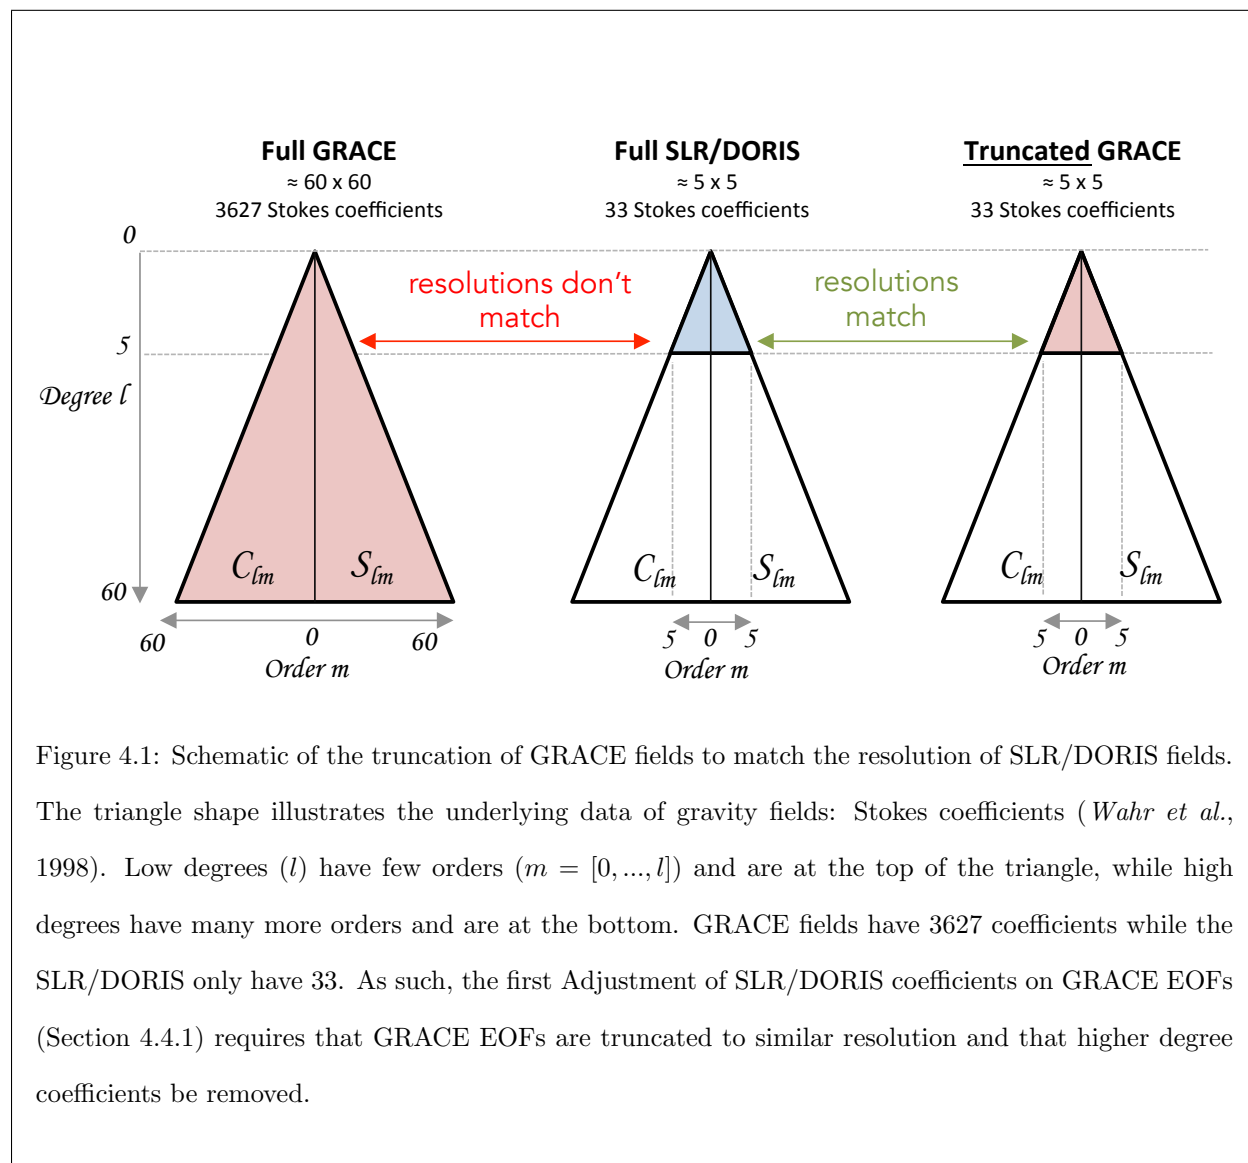 Full GRACE
≈ 60 x 60
3627 Stokes coefficients
Full SLR/DORIS
≈ 5 x 5
33 Stokes coefficients
Truncated GRACE
≈ 5 x 5
33 Stokes coefficients
0
resolutions don't
match
resolutions
match
5
Degree l
60
C_lm
S_lm
C_lm
S_lm
C_lm
S_lm
60
0
60
Order m
5
0
5
Order m
5
0
5
Order m
Figure 4.1: Schematic of the truncation of GRACE fields to match the resolution of SLR/DORIS fields.
The triangle shape illustrates the underlying data of gravity fields: Stokes coefficients (Wahr et al.,
1998). Low degrees (l) have few orders (m = [0, ..., l]) and are at the top of the triangle, while high
degrees have many more orders and are at the bottom. GRACE fields have 3627 coefficients while the
SLR/DORIS only have 33. As such, the first Adjustment of SLR/DORIS coefficients on GRACE EOFs
(Section 4.4.1) requires that GRACE EOFs are truncated to similar resolution and that higher degree
coefficients be removed.